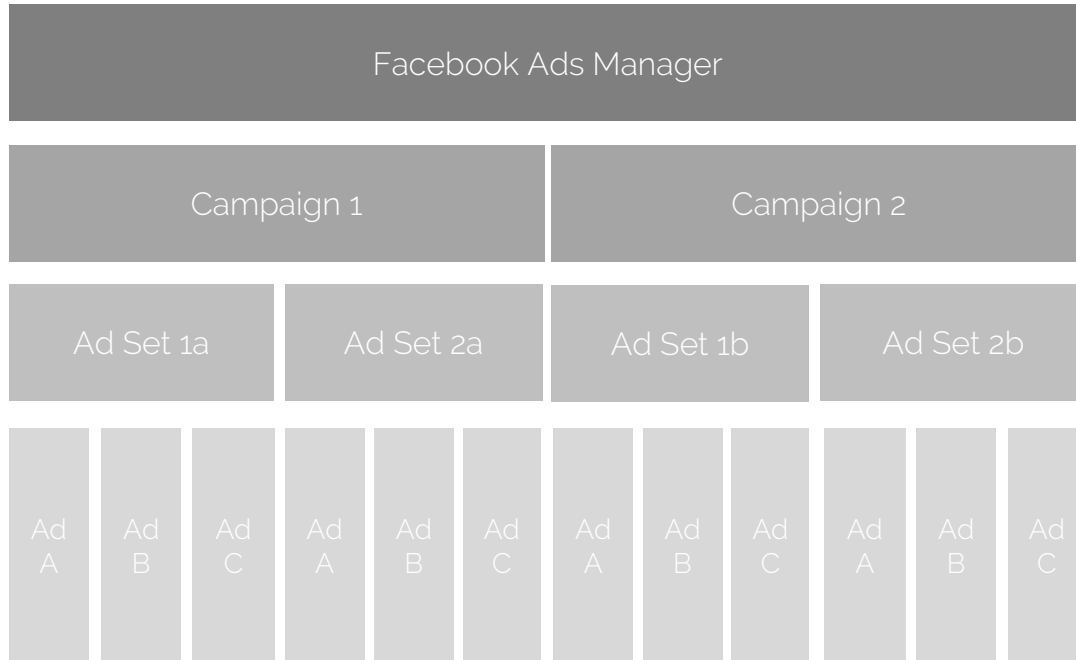 Facebook Ads Manager
Campaign 1
Campaign 2
Ad Set 1a
Ad Set 2a
Ad Set 1b
Ad Set 2b
Ad
A
Ad
B
Ad
C
Ad
A
Ad
B
Ad
C
Ad
A
Ad
B
Ad
C
Ad
A
Ad
B
Ad
C